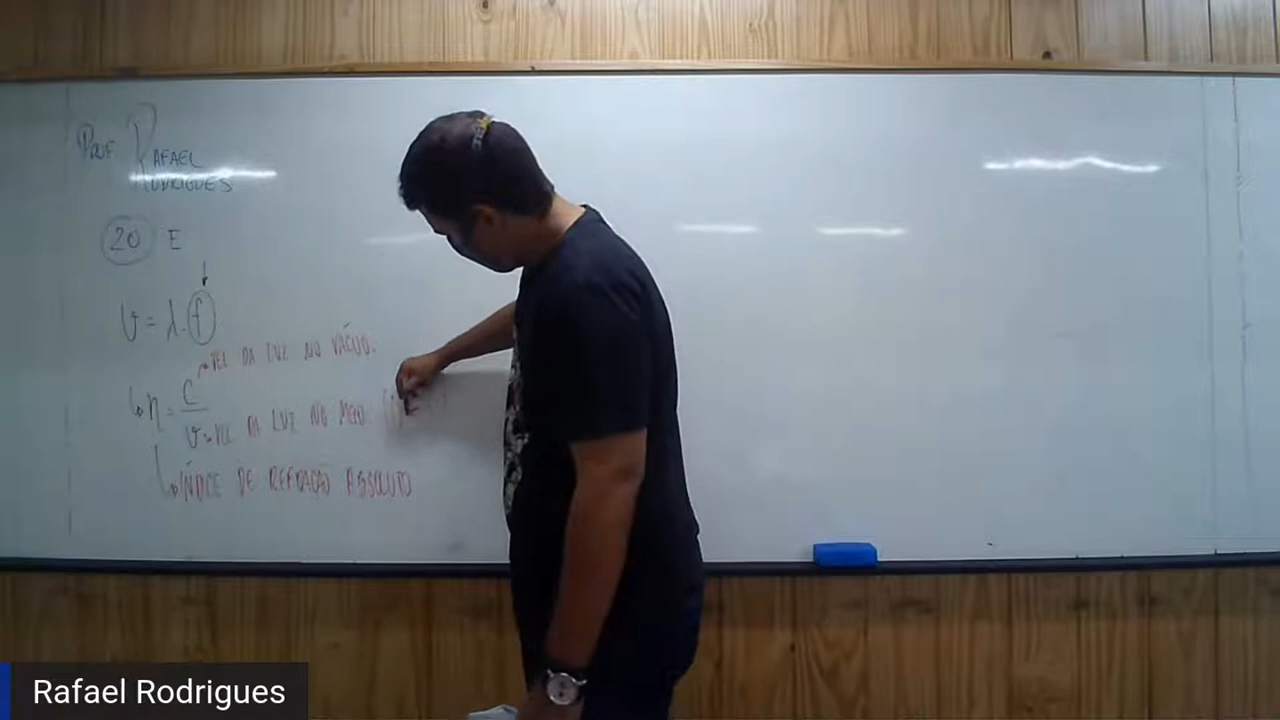 PROF RAFAEL
RODRIGUES
20 E
v = λ.f
VEL DA LUZ NO VÁCUO.
η = c
v VEL DA LUZ NO MEIO
ÍNDICE DE REFRAÇÃO ABSOLUTO
Rafael Rodrigues